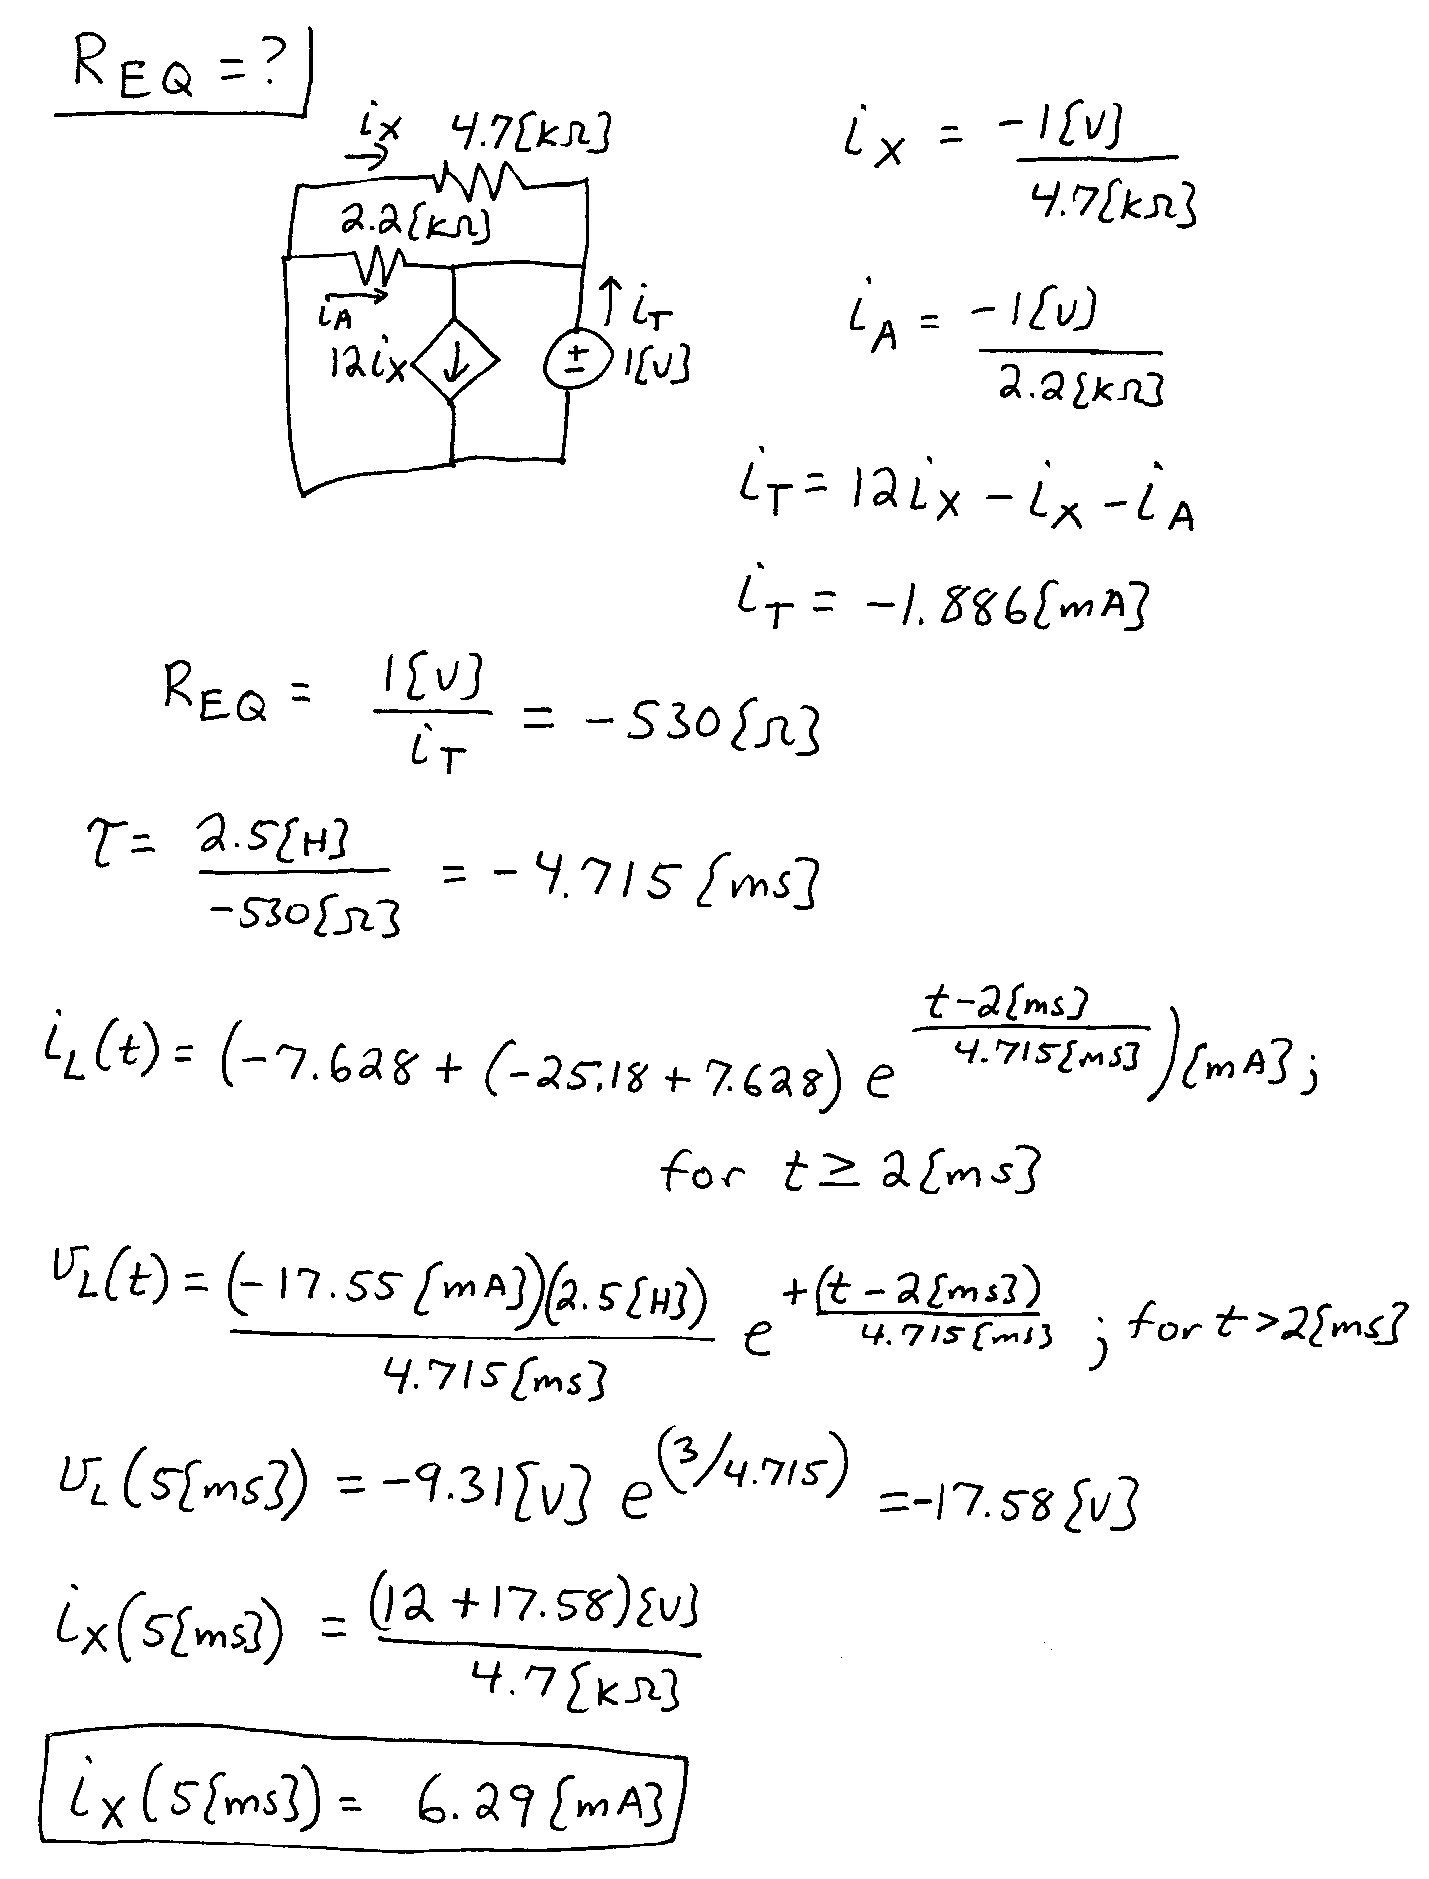 R_EQ = ?
i_X 4.7{kΩ}
2.2{kΩ}
i_A
12i_X
±
i_T
1{V}
i_X = -1{V} / 4.7{kΩ}
i_A = -1{V} / 2.2{kΩ}
i_T = 12i_X - i_X - i_A
i_T = -1.886{mA}
R_EQ = 1{V} / i_T = -530{Ω}
τ = 2.5{H} / -530{Ω} = -4.715{ms}
i_L(t) = (-7.628 + (-25.18 + 7.628) e^(t-2{ms} / 4.715{ms})){mA};
for t ≥ 2{ms}
v_L(t) = (-17.55{mA})(2.5{H}) / 4.715{ms} e^(+(t-2{ms}) / 4.715{ms}) ; for t > 2{ms}
v_L(5{ms}) = -9.31{V} e^(3/4.715) = -17.58{V}
i_X(5{ms}) = (12 + 17.58){V} / 4.7{kΩ}
i_X(5{ms}) = 6.29{mA}